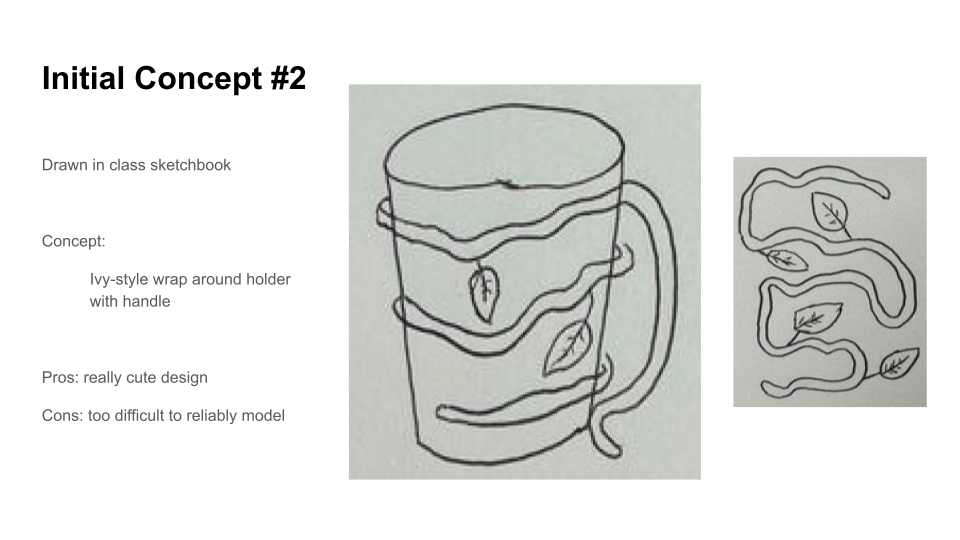 Initial Concept #2
Drawn in class sketchbook
Concept:
Ivy-style wrap around holder
with handle
Pros: really cute design
Cons: too difficult to reliably model